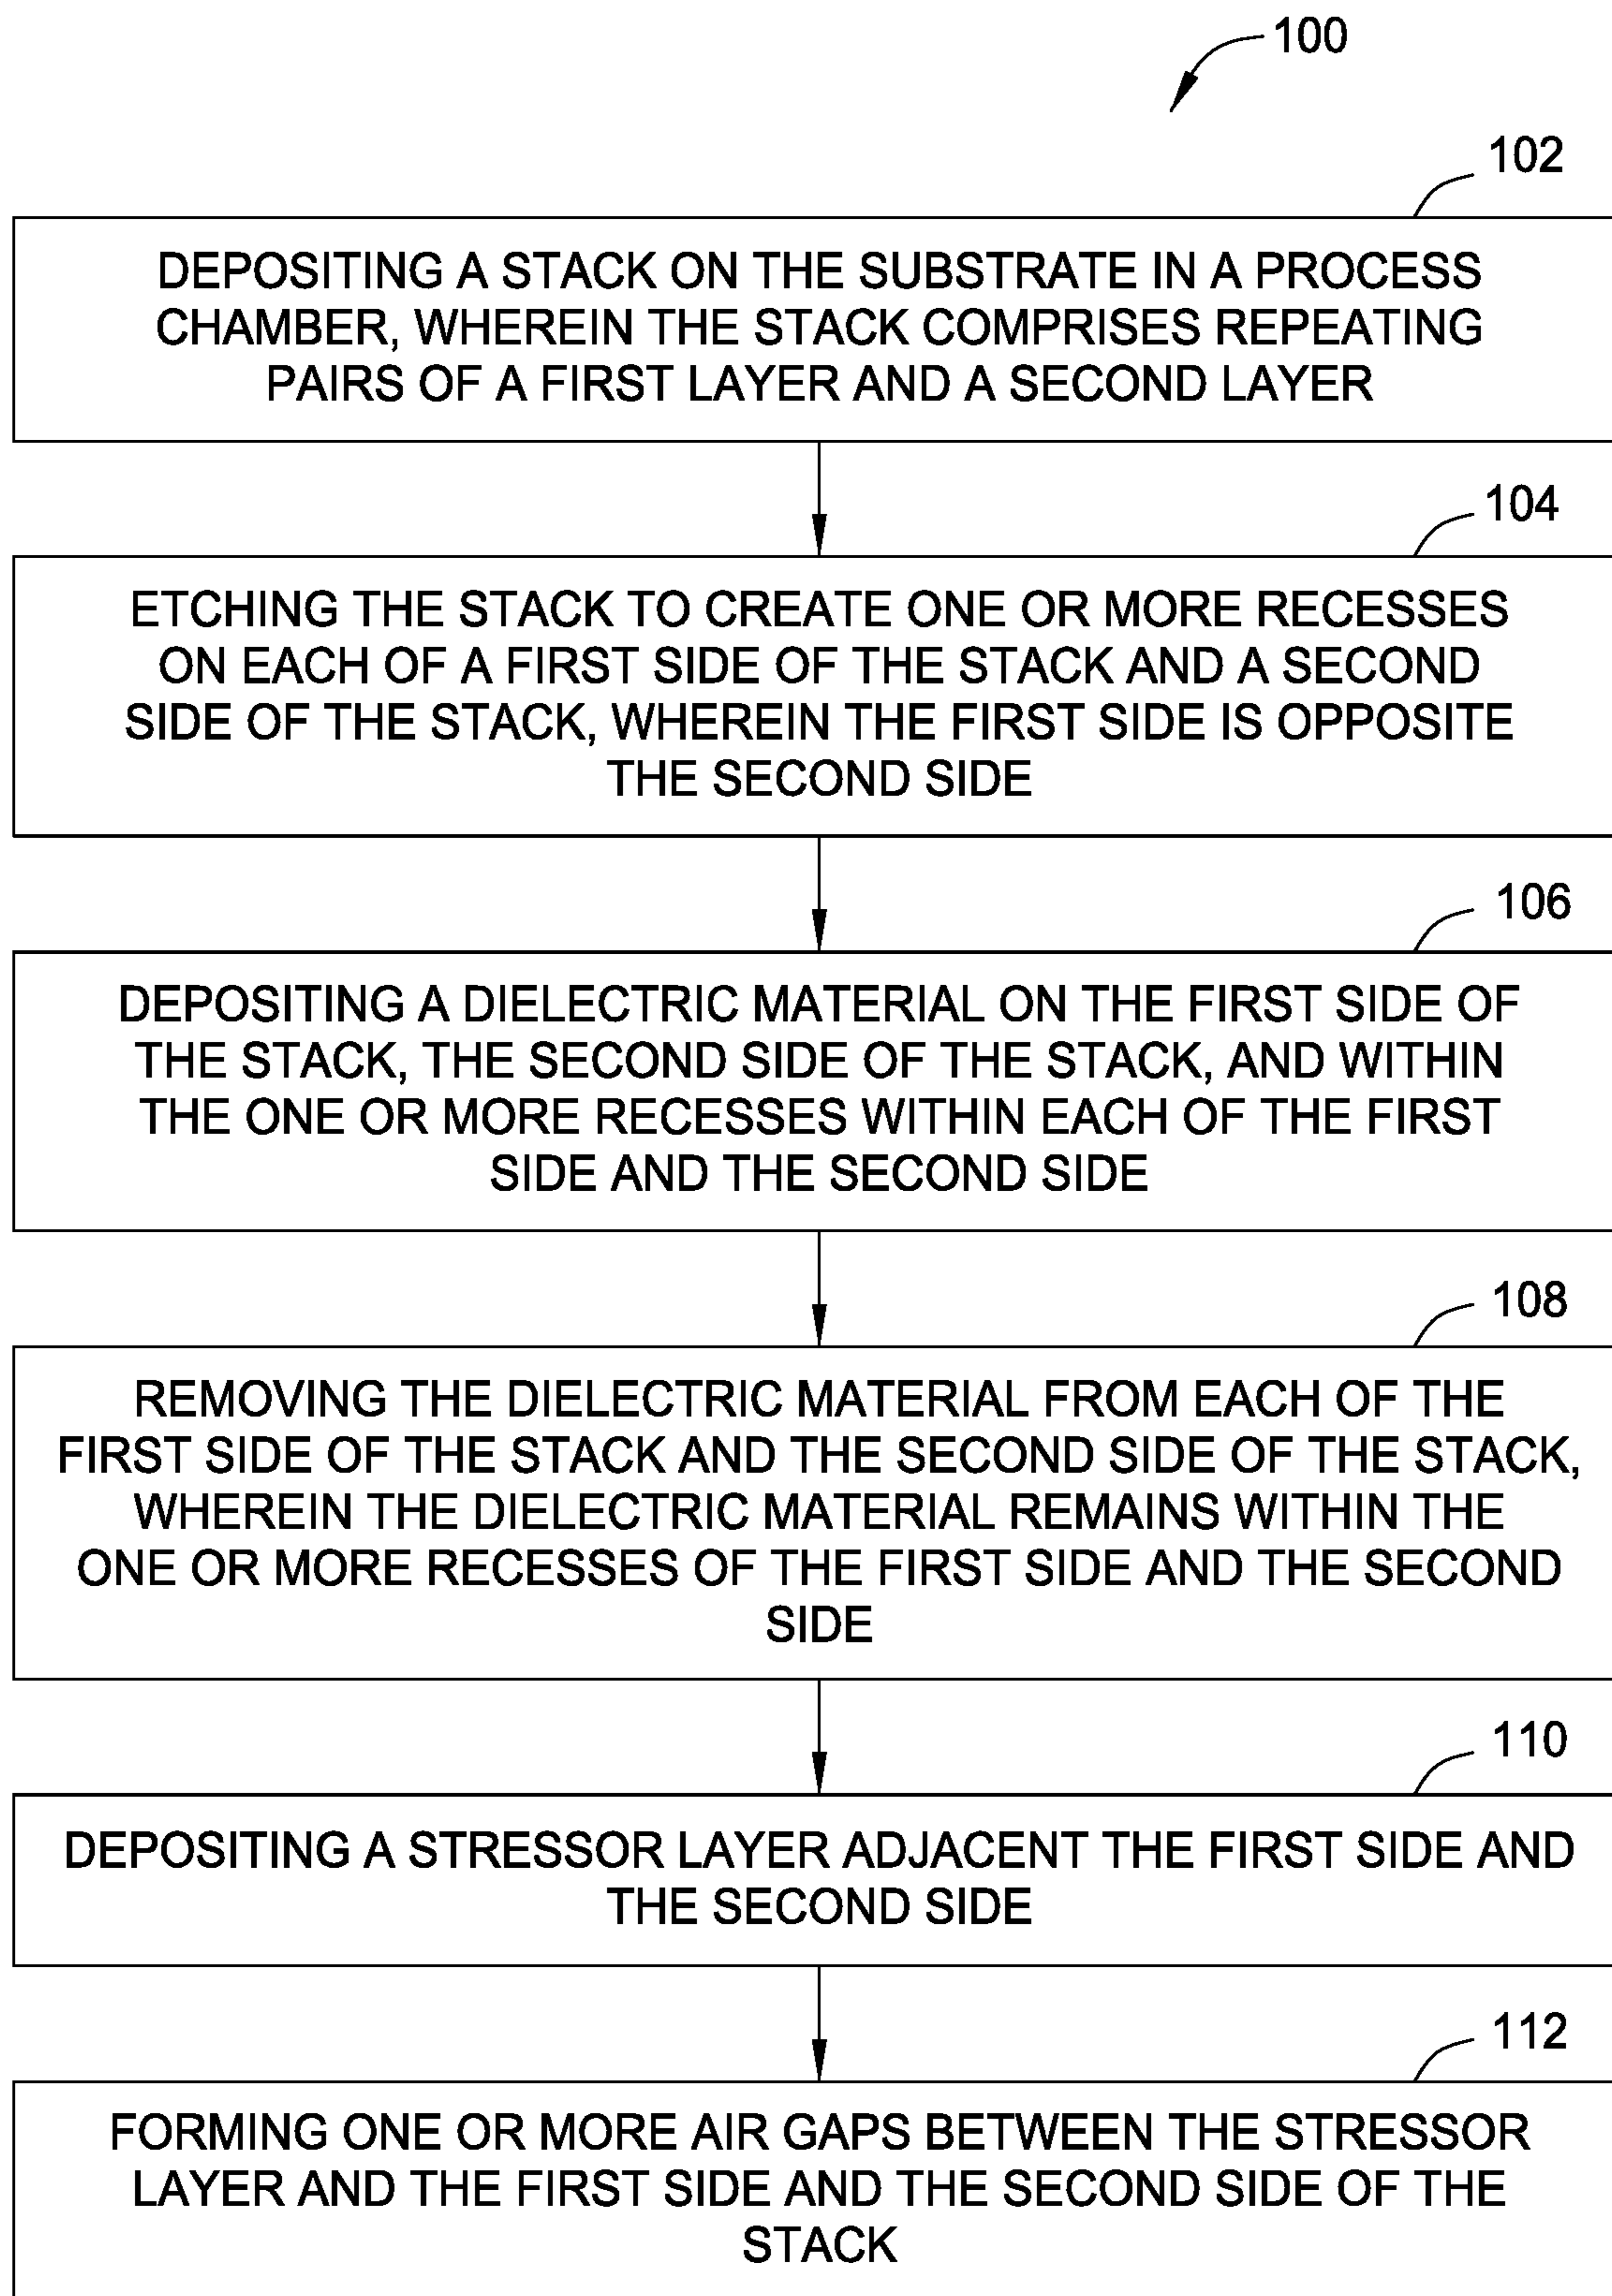 100
102
DEPOSITING A STACK ON THE SUBSTRATE IN A PROCESS
CHAMBER, WHEREIN THE STACK COMPRISES REPEATING
PAIRS OF A FIRST LAYER AND A SECOND LAYER
104
ETCHING THE STACK TO CREATE ONE OR MORE RECESSES
ON EACH OF A FIRST SIDE OF THE STACK AND A SECOND
SIDE OF THE STACK, WHEREIN THE FIRST SIDE IS OPPOSITE
THE SECOND SIDE
106
DEPOSITING A DIELECTRIC MATERIAL ON THE FIRST SIDE OF
THE STACK, THE SECOND SIDE OF THE STACK, AND WITHIN
THE ONE OR MORE RECESSES WITHIN EACH OF THE FIRST
SIDE AND THE SECOND SIDE
108
REMOVING THE DIELECTRIC MATERIAL FROM EACH OF THE
FIRST SIDE OF THE STACK AND THE SECOND SIDE OF THE STACK,
WHEREIN THE DIELECTRIC MATERIAL REMAINS WITHIN THE
ONE OR MORE RECESSES OF THE FIRST SIDE AND THE SECOND
SIDE
110
DEPOSITING A STRESSOR LAYER ADJACENT THE FIRST SIDE AND
THE SECOND SIDE
112
FORMING ONE OR MORE AIR GAPS BETWEEN THE STRESSOR
LAYER AND THE FIRST SIDE AND THE SECOND SIDE OF THE
STACK